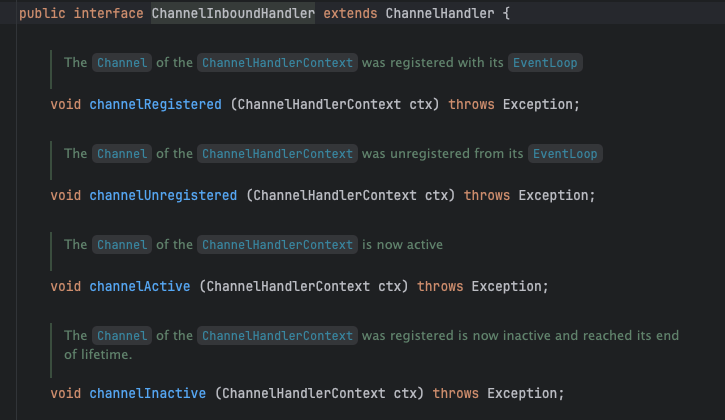 public interface ChannelInboundHandler extends ChannelHandler {
The Channel of the ChannelHandlerContext was registered with its EventLoop
void channelRegistered (ChannelHandlerContext ctx) throws Exception;
The Channel of the ChannelHandlerContext was unregistered from its EventLoop
void channelUnregistered (ChannelHandlerContext ctx) throws Exception;
The Channel of the ChannelHandlerContext is now active
void channelActive (ChannelHandlerContext ctx) throws Exception;
The Channel of the ChannelHandlerContext was registered is now inactive and reached its end
of lifetime.
void channelInactive (ChannelHandlerContext ctx) throws Exception;